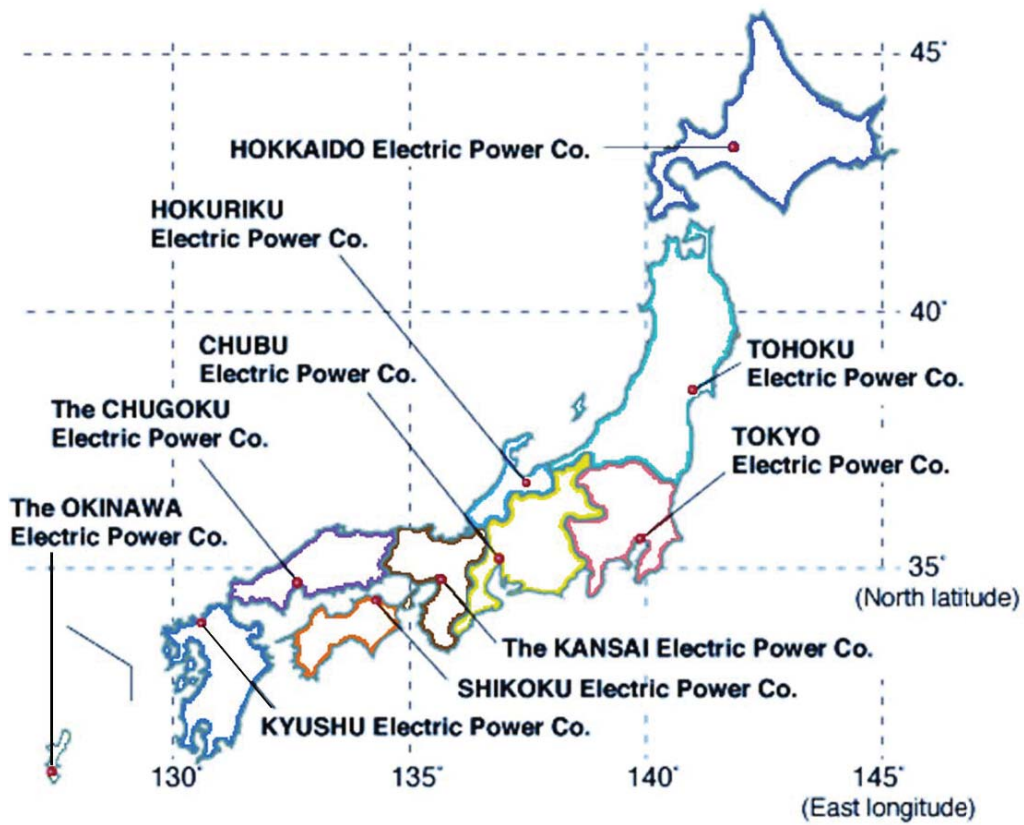 45°
HOKKAIDO Electric Power Co.
HOKURIKU
Electric Power Co.
40°
CHUBU
Electric Power Co.
TOHOKU
Electric Power Co.
The CHUGOKU
Electric Power Co.
TOKYO
Electric Power Co.
The OKINAWA
Electric Power Co.
35°
(North latitude)
The KANSAI Electric Power Co.
SHIKOKU Electric Power Co.
KYUSHU Electric Power Co.
130° 135° 140° 145°
(East longitude)